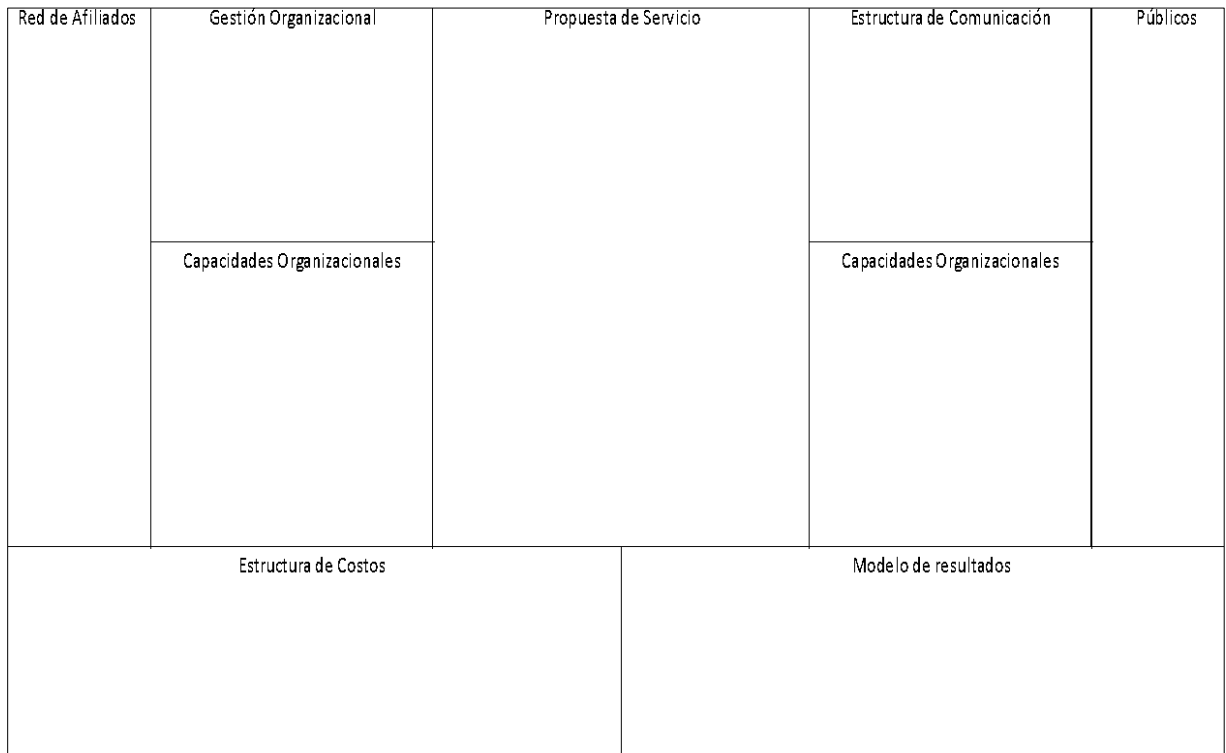 Red de Afiliados
Gestión Organizacional
Propuesta de Servicio
Estructura de Comunicación
Públicos
Capacidades Organizacionales
Capacidades Organizacionales
Estructura de Costos
Modelo de resultados